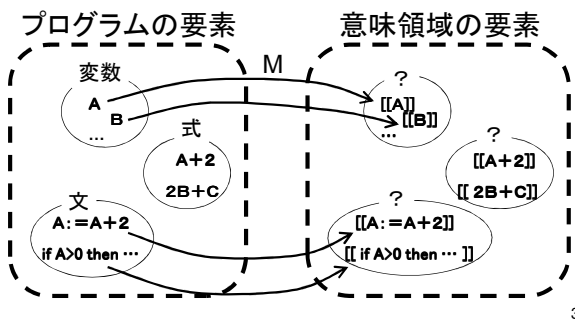 プログラムの要素
意味領域の要素
変数
A
B
…
M
?
[[A]]
[[B]]
…
式
A+2
2B+C
?
[[A+2]]
[[ 2B+C]]
文
A:=A+2
if A>0 then …
?
[[A:=A+2]]
[[ if A>0 then … ]]
3